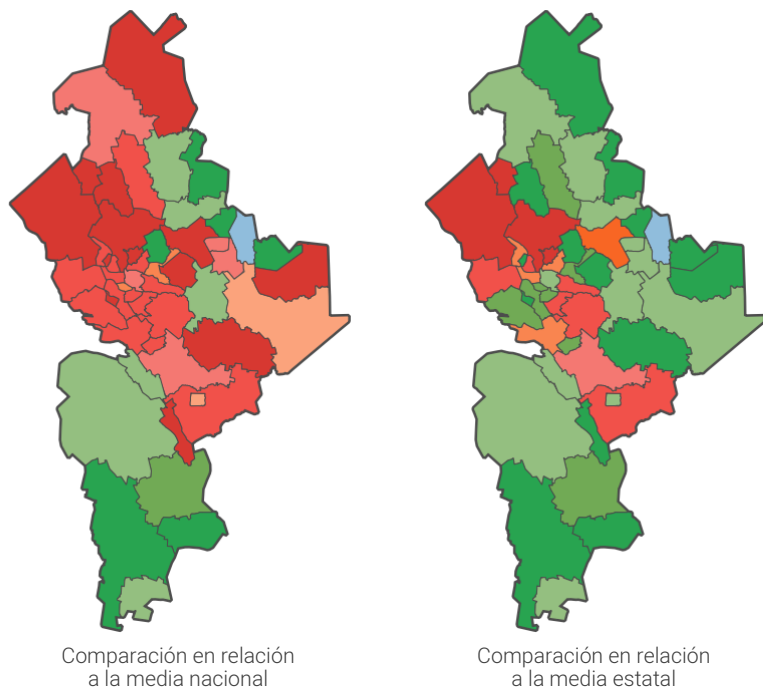 Comparación en relación
a la media nacional
Comparación en relación
a la media estatal